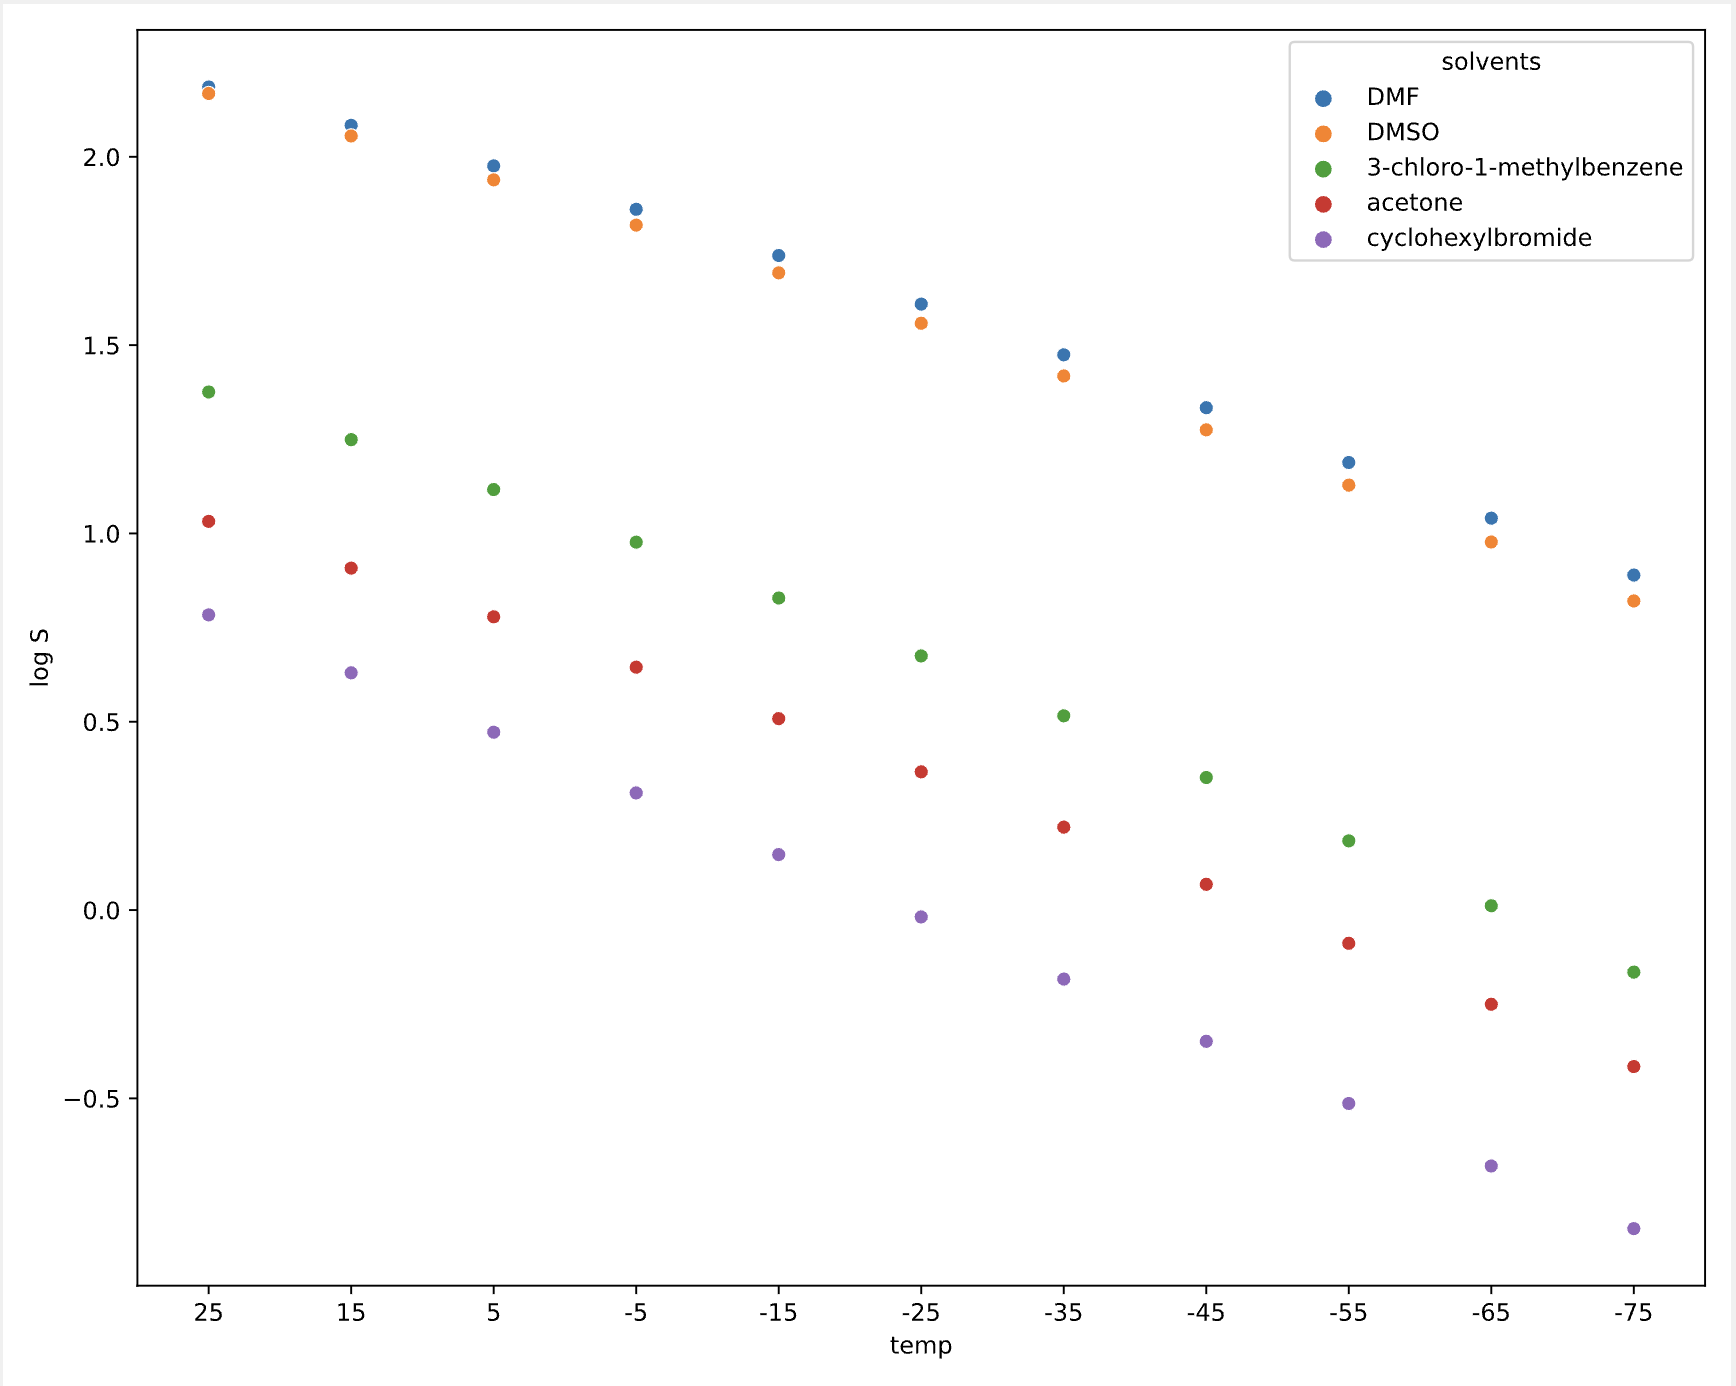 solvents
DMF
DMSO
3-chloro-1-methylbenzene
acetone
cyclohexylbromide
2.0
1.5
1.0
0.5
0.0
−0.5
log S
25 15 5 -5 -15 -25 -35 -45 -55 -65 -75
temp